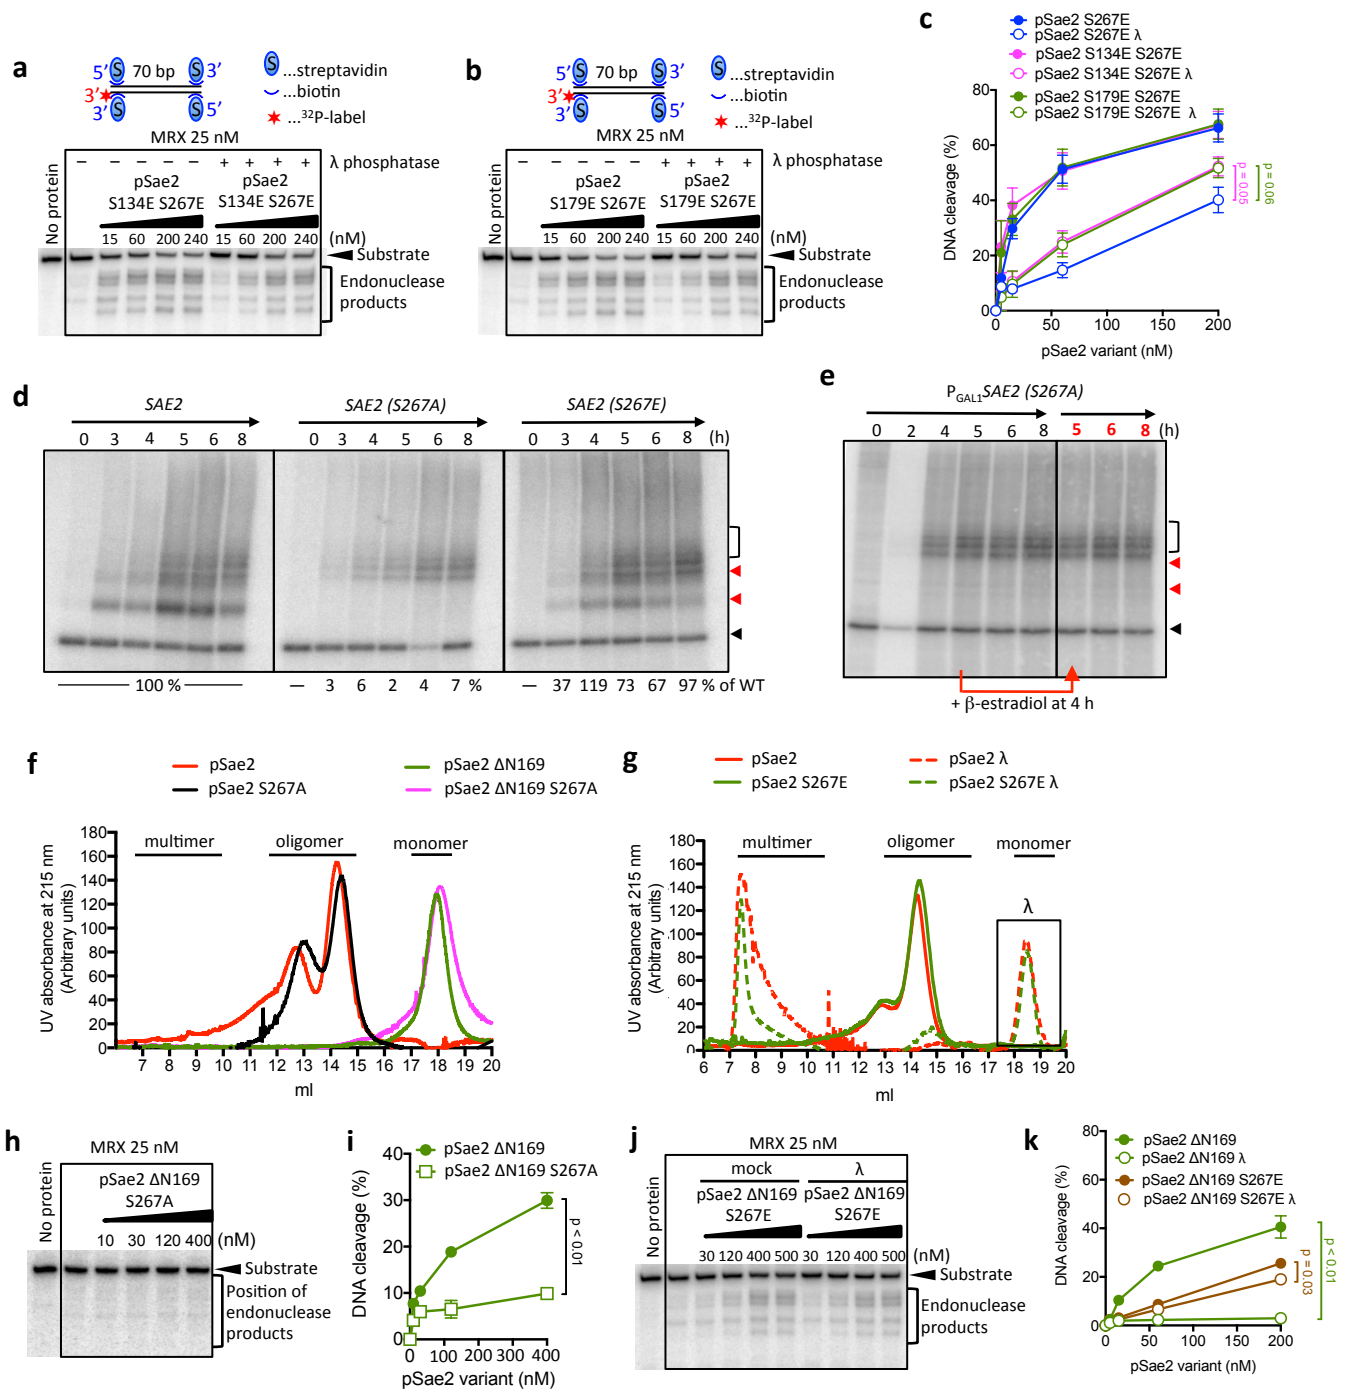 a
5’ S 70 bp S 3’
3’
3’ S S 5’
S ...streptavidin
...biotin
...³²P-label
MRX 25 nM
No protein
– – – – – + + + + λ phosphatase
pSae2 pSae2
S134E S267E S134E S267E
15 60 200 240 15 60 200 240 (nM)
Substrate
Endonuclease
products
b
5’ S 70 bp S 3’
3’
3’ S S 5’
S ...streptavidin
...biotin
...³²P-label
MRX 25 nM
No protein
– – – – – + + + + λ phosphatase
pSae2 pSae2
S179E S267E S179E S267E
15 60 200 240 15 60 200 240 (nM)
Substrate
Endonuclease
products
c
pSae2 S267E
pSae2 S267E λ
pSae2 S134E S267E
pSae2 S134E S267E λ
pSae2 S179E S267E
pSae2 S179E S267E λ
DNA cleavage (%)
80
60
40
20
0
0 50 100 150 200
pSae2 variant (nM)
p = 0.05
p = 0.06
d
SAE2 SAE2 (S267A) SAE2 (S267E)
0 3 4 5 6 8 0 3 4 5 6 8 0 3 4 5 6 8 (h)
100 % — 3 6 2 4 7 % — 37 119 73 67 97 % of WT
e
PGAL1SAE2 (S267A)
0 2 4 5 6 8 5 6 8 (h)
+ β-estradiol at 4 h
f
pSae2 pSae2 ΔN169
pSae2 S267A pSae2 ΔN169 S267A
UV absorance at 215 nm
(Arbitrary units)
180
160
140
120
100
80
60
40
20
0
multimer oligomer monomer
7 8 9 10 11 12 13 14 15 16 17 18 19 20
ml
g
pSae2 pSae2 λ
pSae2 S267E pSae2 S267E λ
UV absorbance at 215 nm
(Arbitrary units)
180
160
140
120
100
80
60
40
20
0
multimer oligomer monomer
λ
6 7 8 9 10 11 12 13 14 15 16 17 18 19 20
ml
h
MRX 25 nM
No protein
pSae2 ΔN169
S267A
10 30 120 400 (nM)
Substrate
Position of
endonuclease
products
i
pSae2 ΔN169
pSae2 ΔN169 S267A
DNA cleavage (%)
40
30
20
10
0
0 100 200 300 400
pSae2 variant (nM)
p < 0.01
j
MRX 25 nM
No protein
mock λ
pSae2 ΔN169 pSae2 ΔN169
S267E S267E
30 120 400 500 30 120 400 500 (nM)
Substrate
Endonuclease
products
k
pSae2 ΔN169
pSae2 ΔN169 λ
pSae2 ΔN169 S267E
pSae2 ΔN169 S267E λ
DNA cleavage (%)
80
60
40
20
0
0 50 100 150 200
pSae2 variant (nM)
p = 0.03
p < 0.01